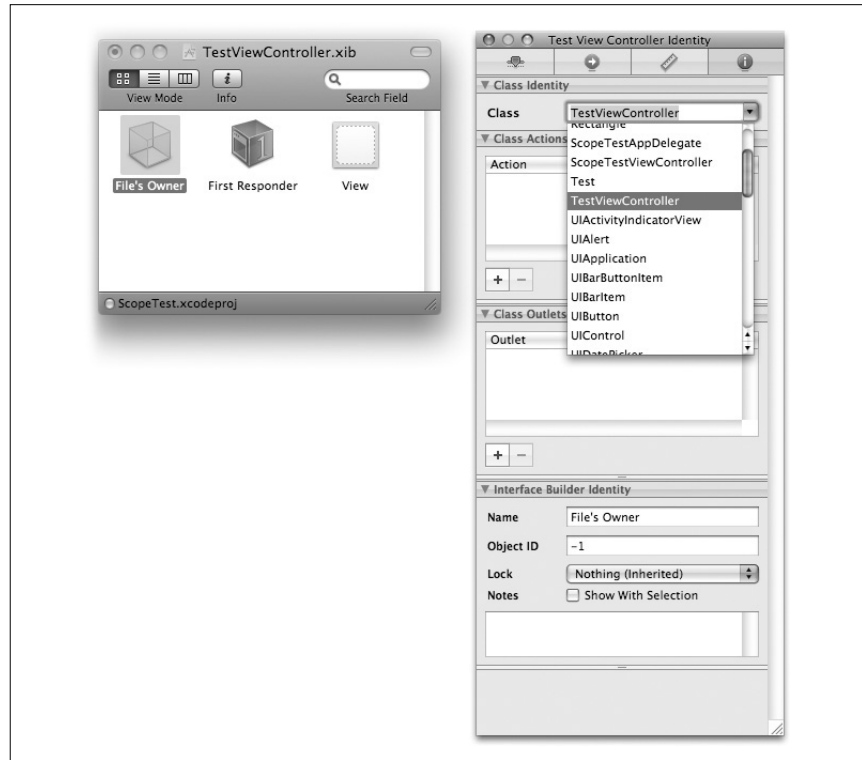 TestViewController.xib
View Mode
Info
Search Field
File's Owner
First Responder
View
ScopeTest.xcodeproj
Test View Controller Identity
Class Identity
Class
TestViewController
Rectangle
ScopeTestAppDelegate
ScopeTestViewController
Test
TestViewController
UIActivityIndicatorView
UIAlert
UIApplication
UIBarButtonItem
UIBarItem
UIButton
UIControl
UIDatePicker
Class Actions
Action
+ −
Class Outlets
Outlet
+ −
Interface Builder Identity
Name
File's Owner
Object ID
-1
Lock
Nothing (Inherited)
Notes
Show With Selection